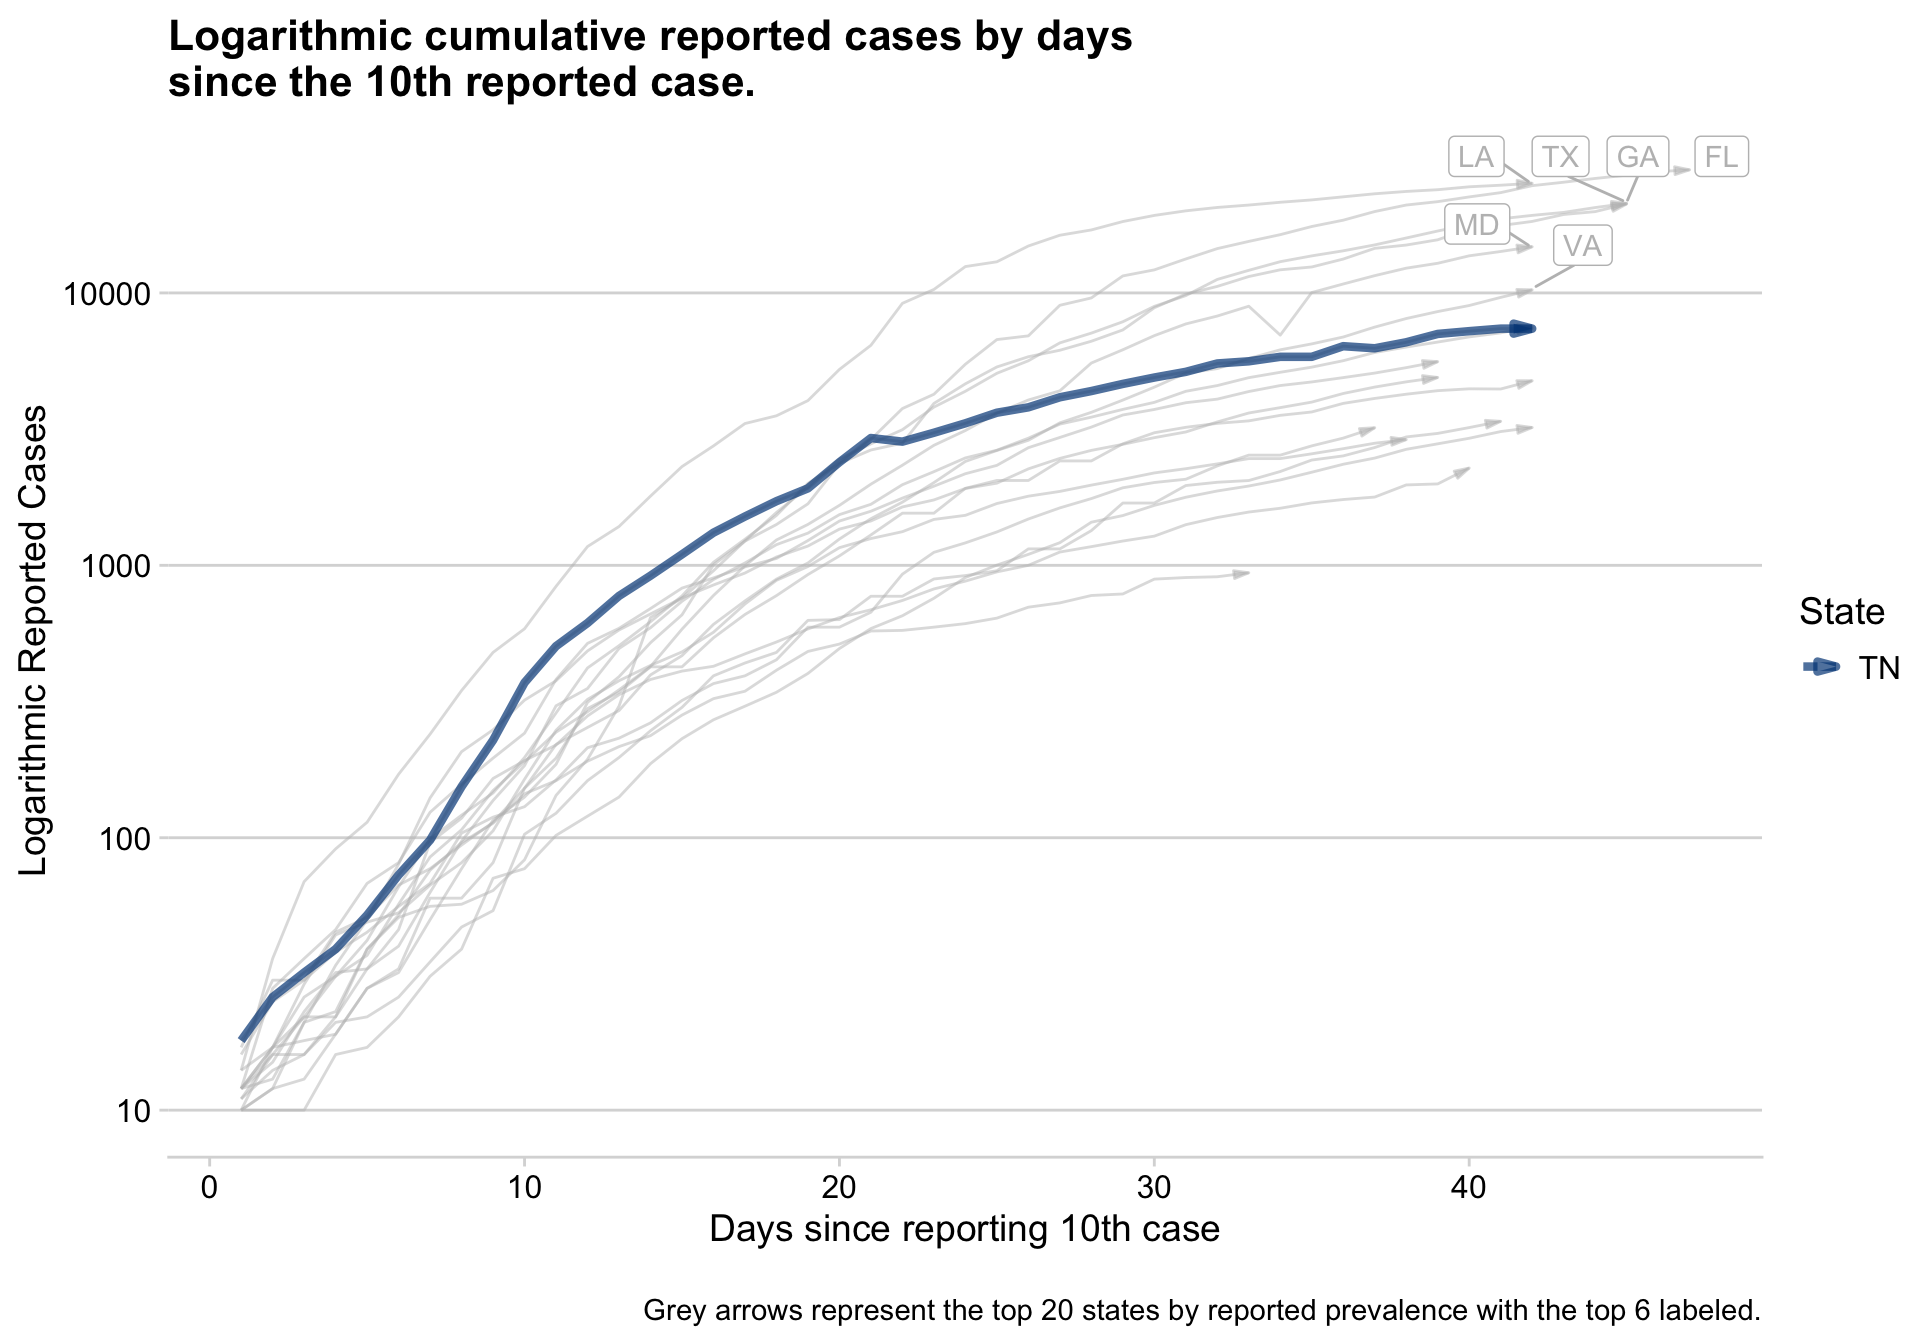 Logarithmic cumulative reported cases by days
since the 10th reported case.
LA TX GA FL
MD
VA
10000
1000
100
10
Logarithmic Reported Cases
State
TN
0 10 20 30 40
Days since reporting 10th case
Grey arrows represent the top 20 states by reported prevalence with the top 6 labeled.